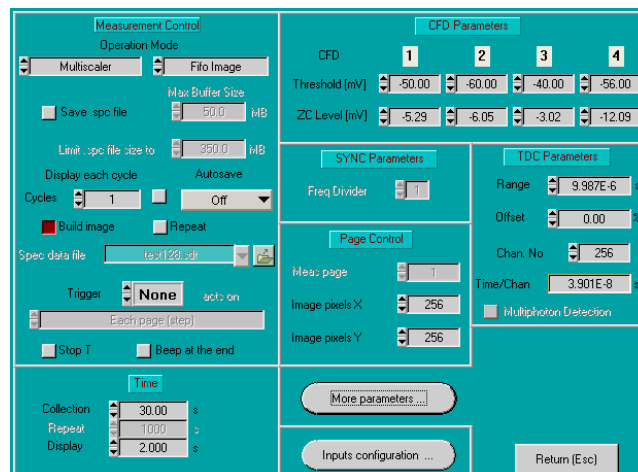 Measurement Control
Operation Mode
Multiscaler Fifo Image
Max Buffer Size
Save .spc file 50.0 MB
Limit .spc file size to 350.0 MB
Display each cycle Autosave
Cycles 1 Off
Build image Repeat
Spec data file test128.sdt
Trigger None acts on
Each page (step)
Stop T Beep at the end
Time
Collection 30.00 s
Repeat 1000 s
Display 2.000 s
CFD Parameters
CFD 1 2 3 4
Threshold [mV] -50.00 -60.00 -40.00 -56.00
ZC Level [mV] -5.29 -6.05 -3.02 -12.09
SYNC Parameters
Freq Divider 1
Page Control
Meas page 1
Image pixels X 256
Image pixels Y 256
TDC Parameters
Range 9.987E-6 s
Offset 0.00 %
Chan. No 256
Time/Chan 3.901E-8 s
Multiphoton Detection
More parameters ...
Inputs configuration ...
Return (Esc)